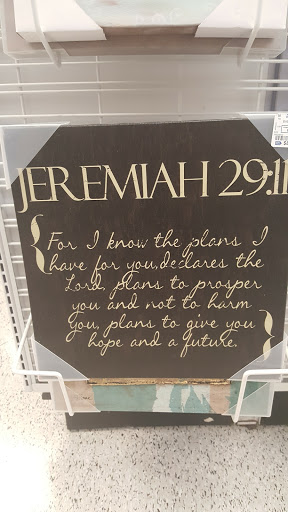 JEREMIAH 29:11
{For I know the plans I
have for you,declares the
Lord, plans to prosper
you and not to harm
you, plans to give you
hope and a future.}